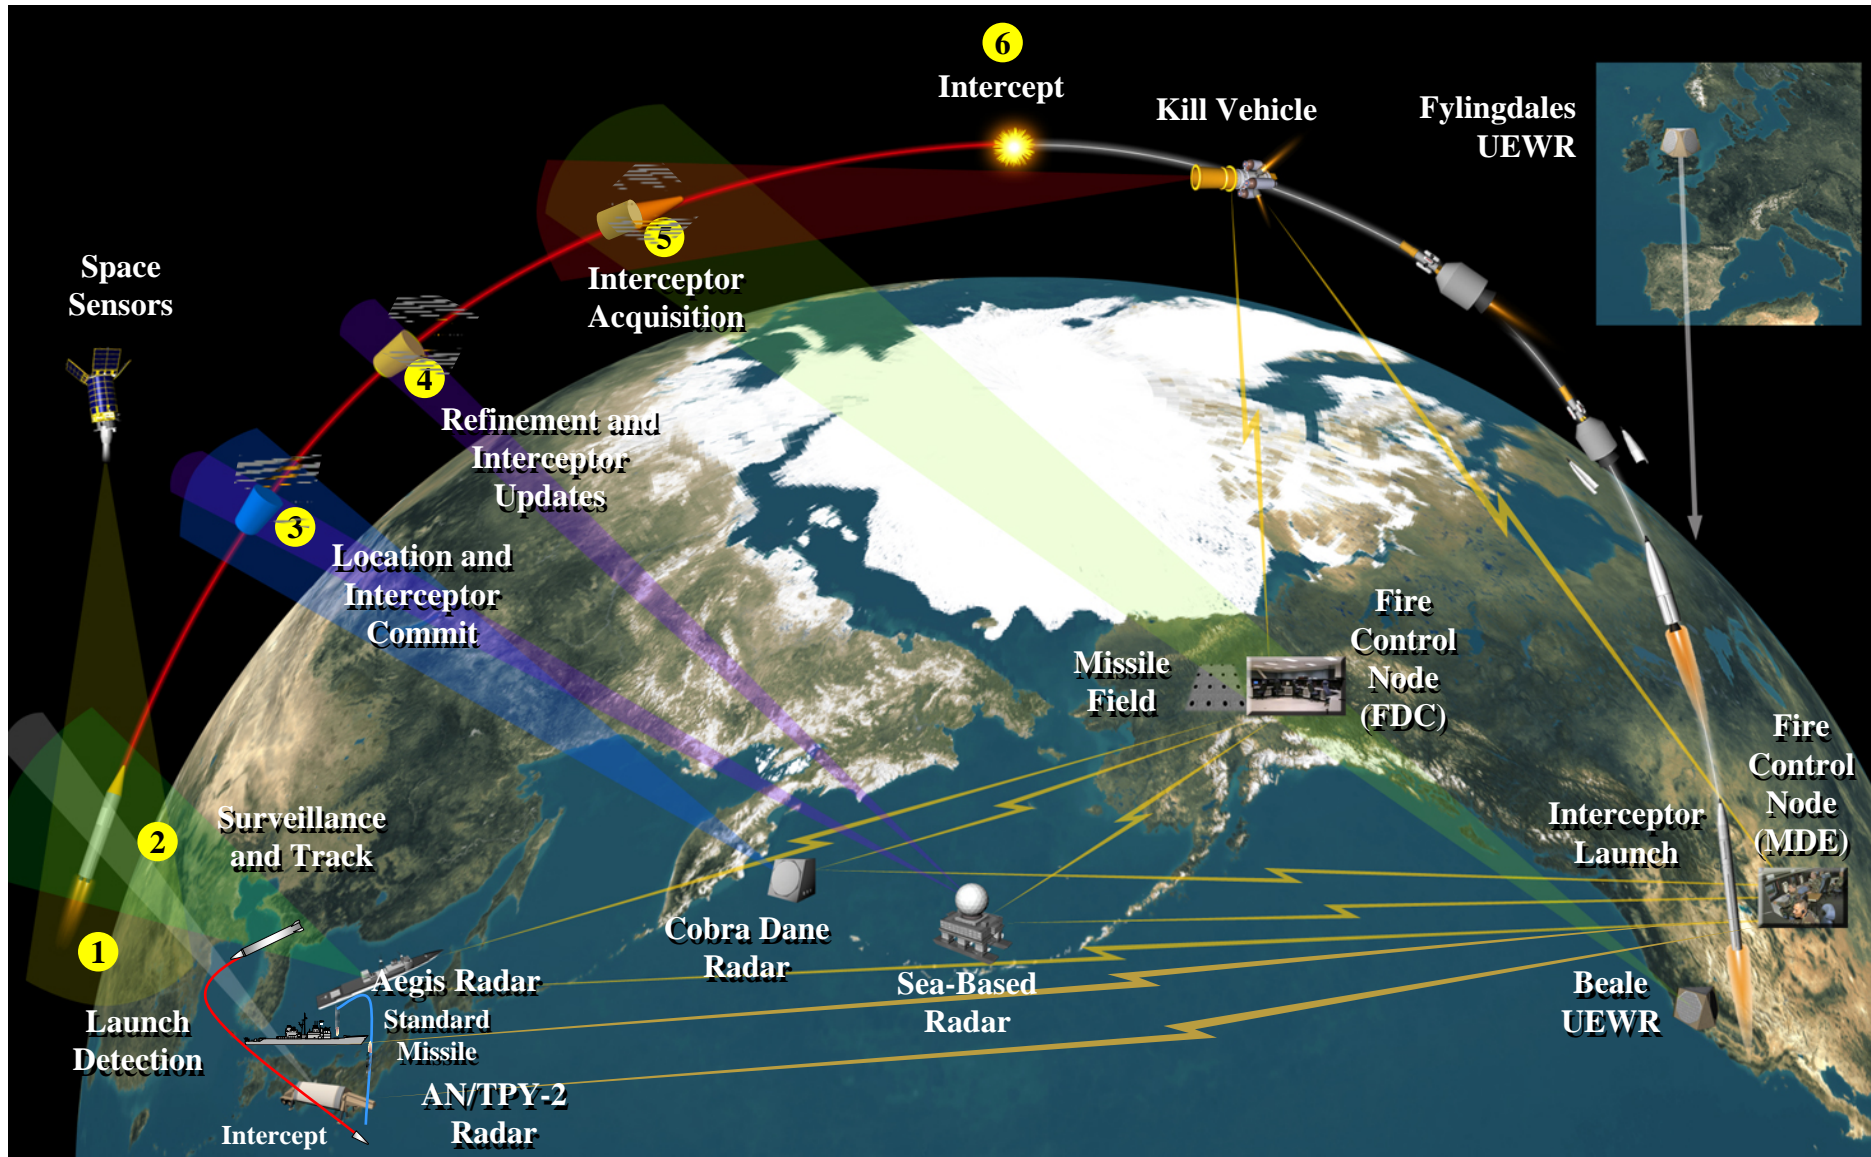 6
Intercept
Kill Vehicle
Fylingdales
UEWR
Space
Sensors
5
Interceptor
Acquisition
4
Refinement and
Interceptor
Updates
3
Location and
Interceptor
Commit
Fire
Control
Node
(FDC)
Missile
Field
Fire
Control
Node
(MDE)
Interceptor
Launch
2
Surveillance
and Track
1
Launch
Detection
Cobra Dane
Radar
Sea-Based
Radar
Beale
UEWR
Aegis Radar
Standard
Missile
AN/TPY-2
Radar
Intercept